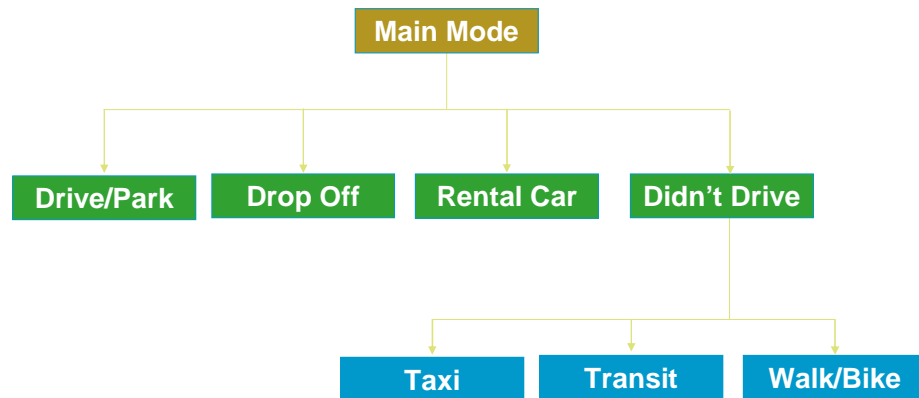 Main Mode
Drive/Park
Drop Off
Rental Car
Didn’t Drive
Taxi
Transit
Walk/Bike